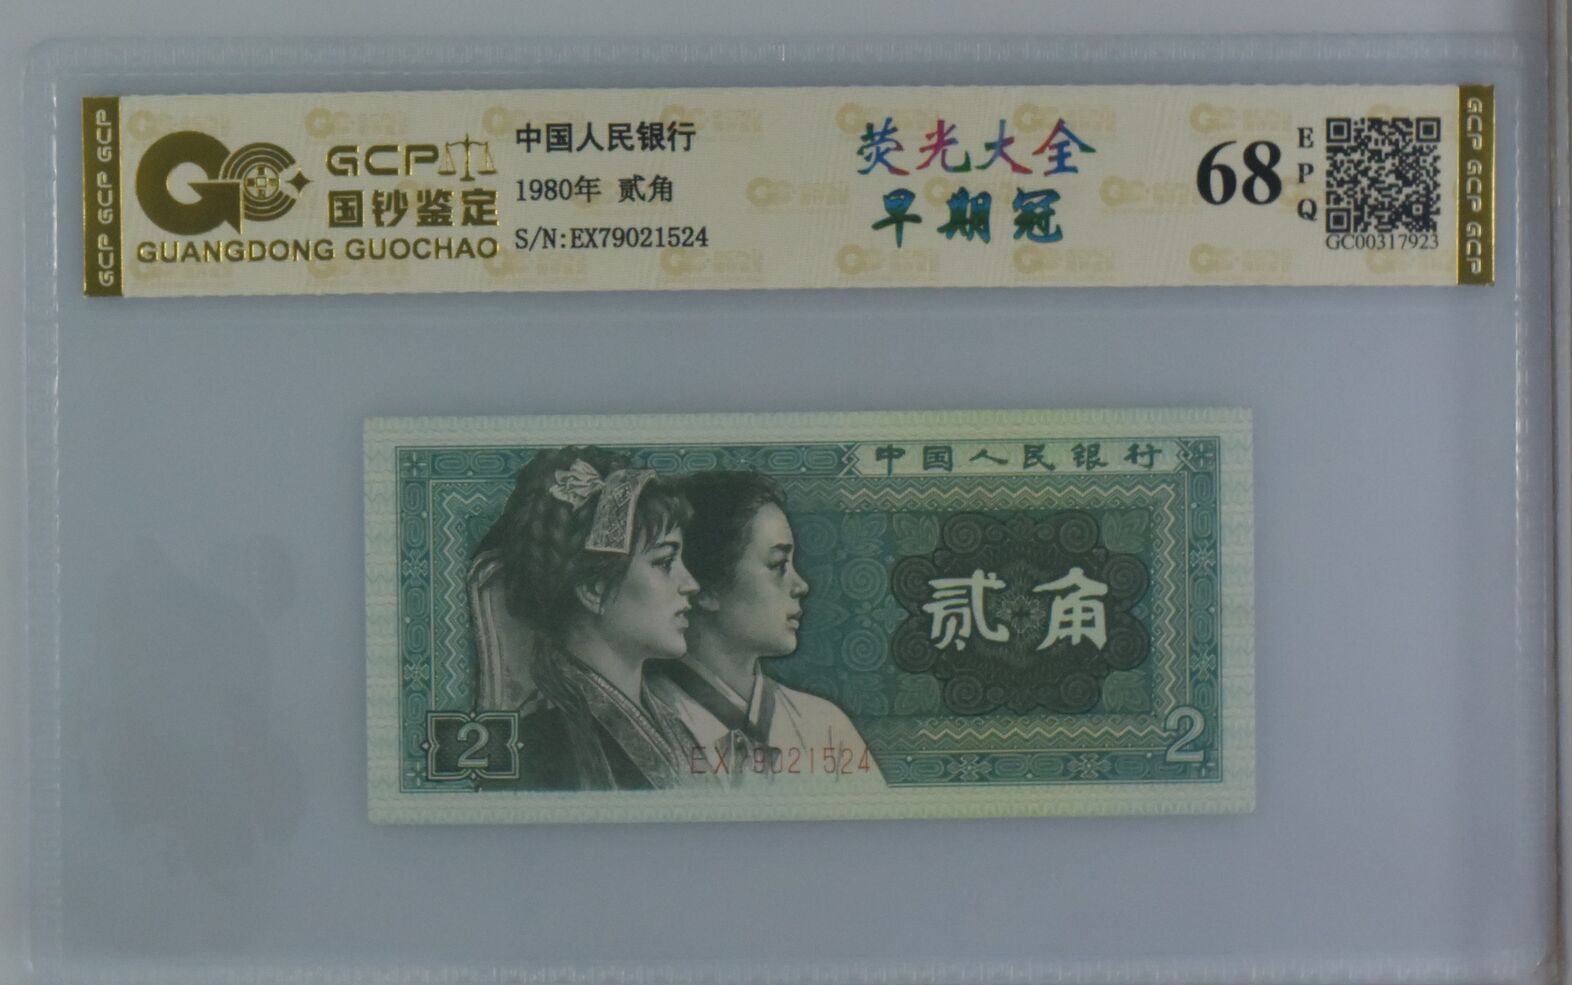 GCP GCP GCP
GCP
国钞鉴定
GUANGDONG GUOCHAO
中国人民银行
1980年 贰角
S/N:EX79021524
荧光大全
早期冠
68
EPQ
GC00317923
GCP GCP GCP
中国人民银行
贰角
2
2
EX79021524